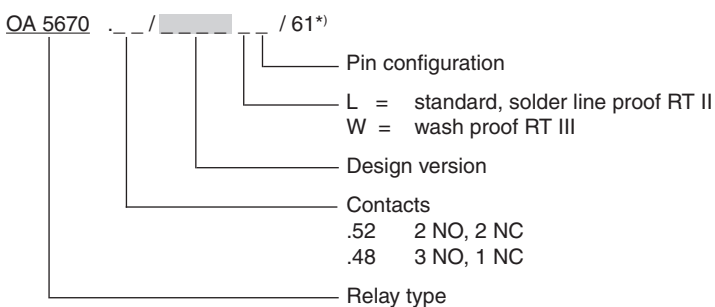 OA 5670 ._ _ / _ _ _ _ _ _ / 61*)
Pin configuration
L = standard, solder line proof RT II
W = wash proof RT III
Design version
Contacts
.52 2 NO, 2 NC
.48 3 NO, 1 NC
Relay type